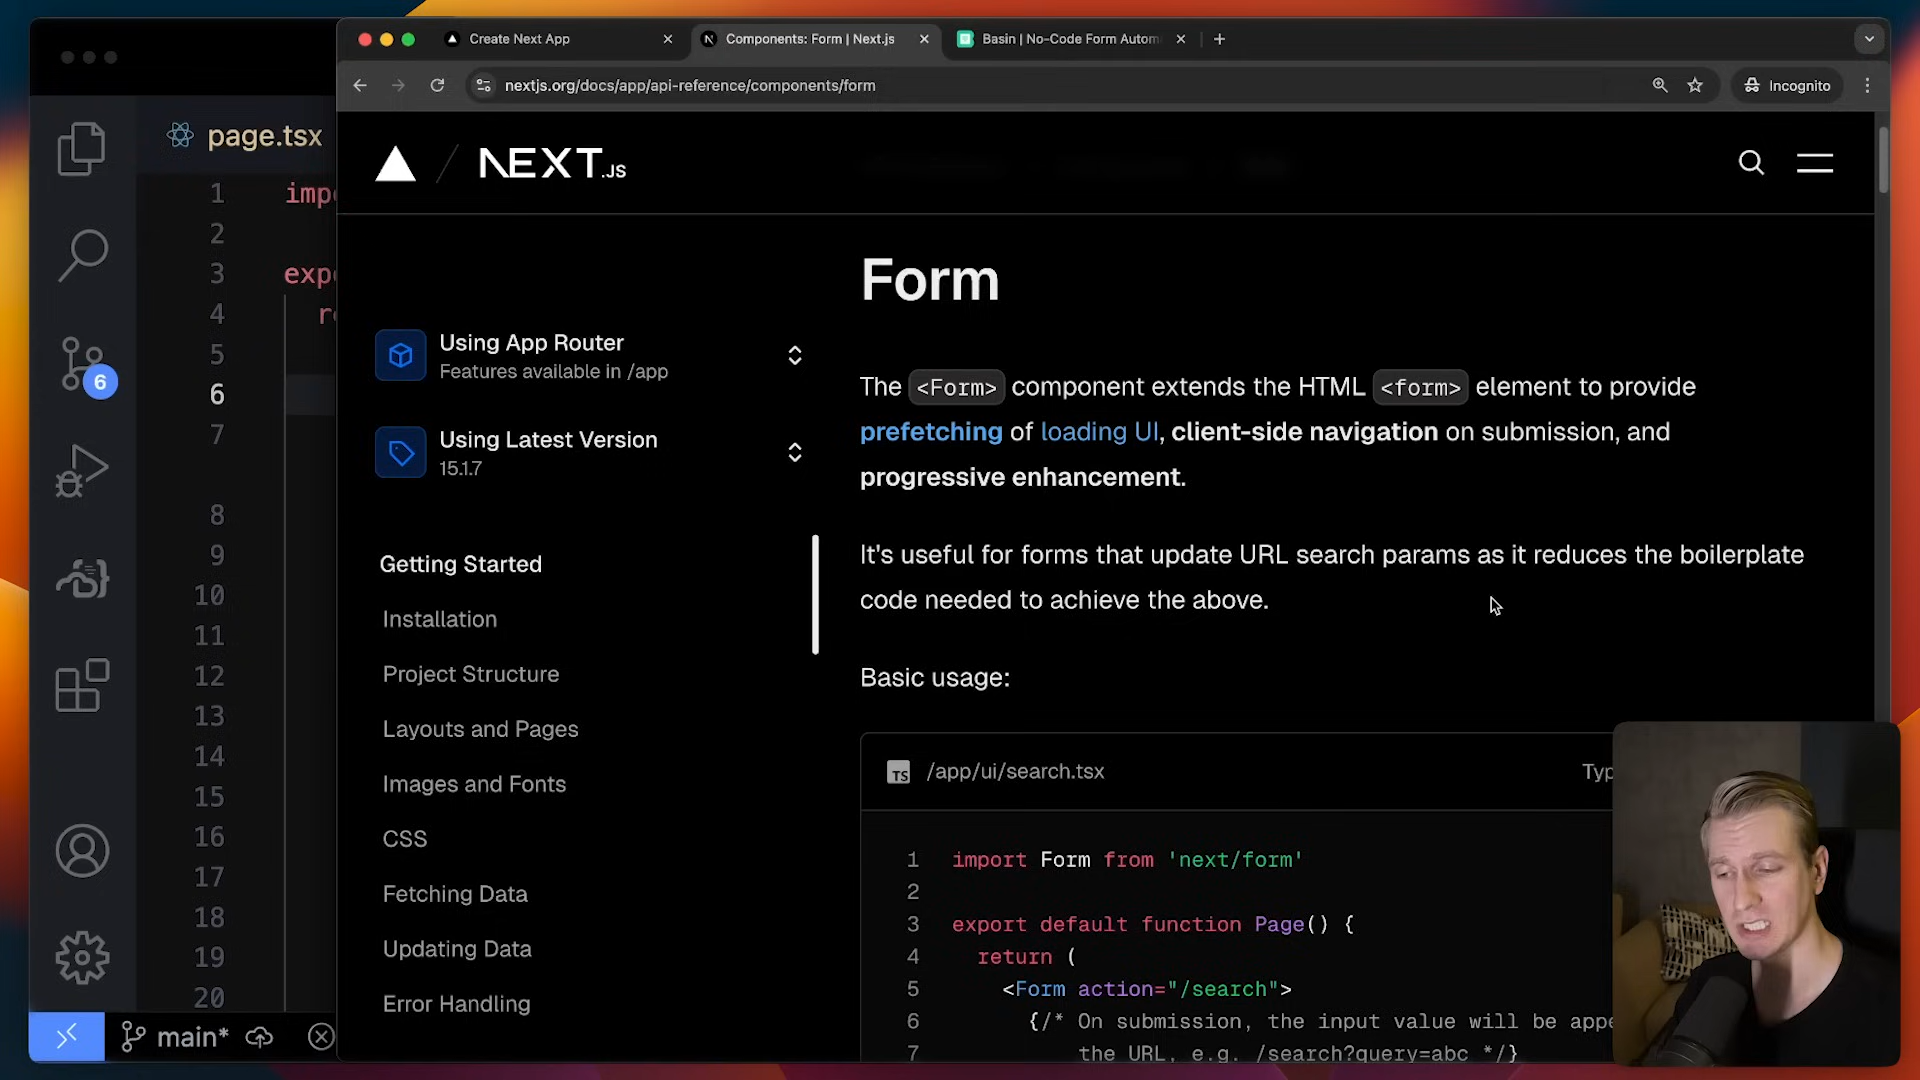 Create Next App
Components: Form | Next.js
Basin | No-Code Form Autom
nextjs.org/docs/app/api-reference/components/form
Incognito
page.tsx
1 imp
2
3 exp
4 re
5
6
7
8
9
10
11
12
13
14
15
16
17
18
19
20
6
main*
NEXT.JS
Using App Router
Features available in /app
Using Latest Version
15.1.7
Getting Started
Installation
Project Structure
Layouts and Pages
Images and Fonts
CSS
Fetching Data
Updating Data
Error Handling
Form
The <Form> component extends the HTML <form> element to provide
prefetching of loading UI, client-side navigation on submission, and
progressive enhancement.
It's useful for forms that update URL search params as it reduces the boilerplate
code needed to achieve the above.
Basic usage:
TS /app/ui/search.tsx
Typ
1 import Form from 'next/form'
2
3 export default function Page() {
4 return (
5 <Form action="/search">
6 {/* On submission, the input value will be appe
7 the URL, e.g. /search?query=abc */}